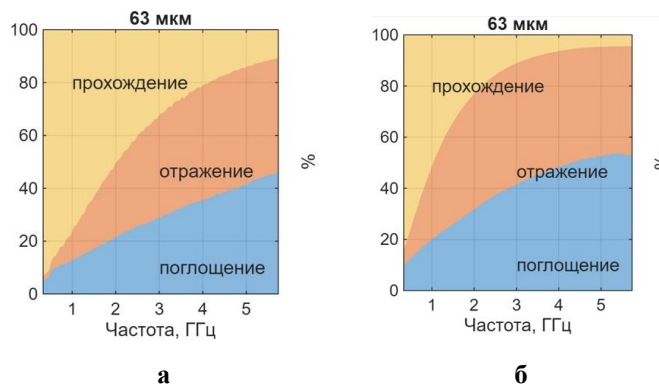 63 мкм
100
80
60
40
20
0
прохождение
отражение
поглощение
1 2 3 4 5
Частота, ГГц
%
а
63 мкм
100
80
60
40
20
0
прохождение
отражение
поглощение
1 2 3 4 5
Частота, ГГц
%
б